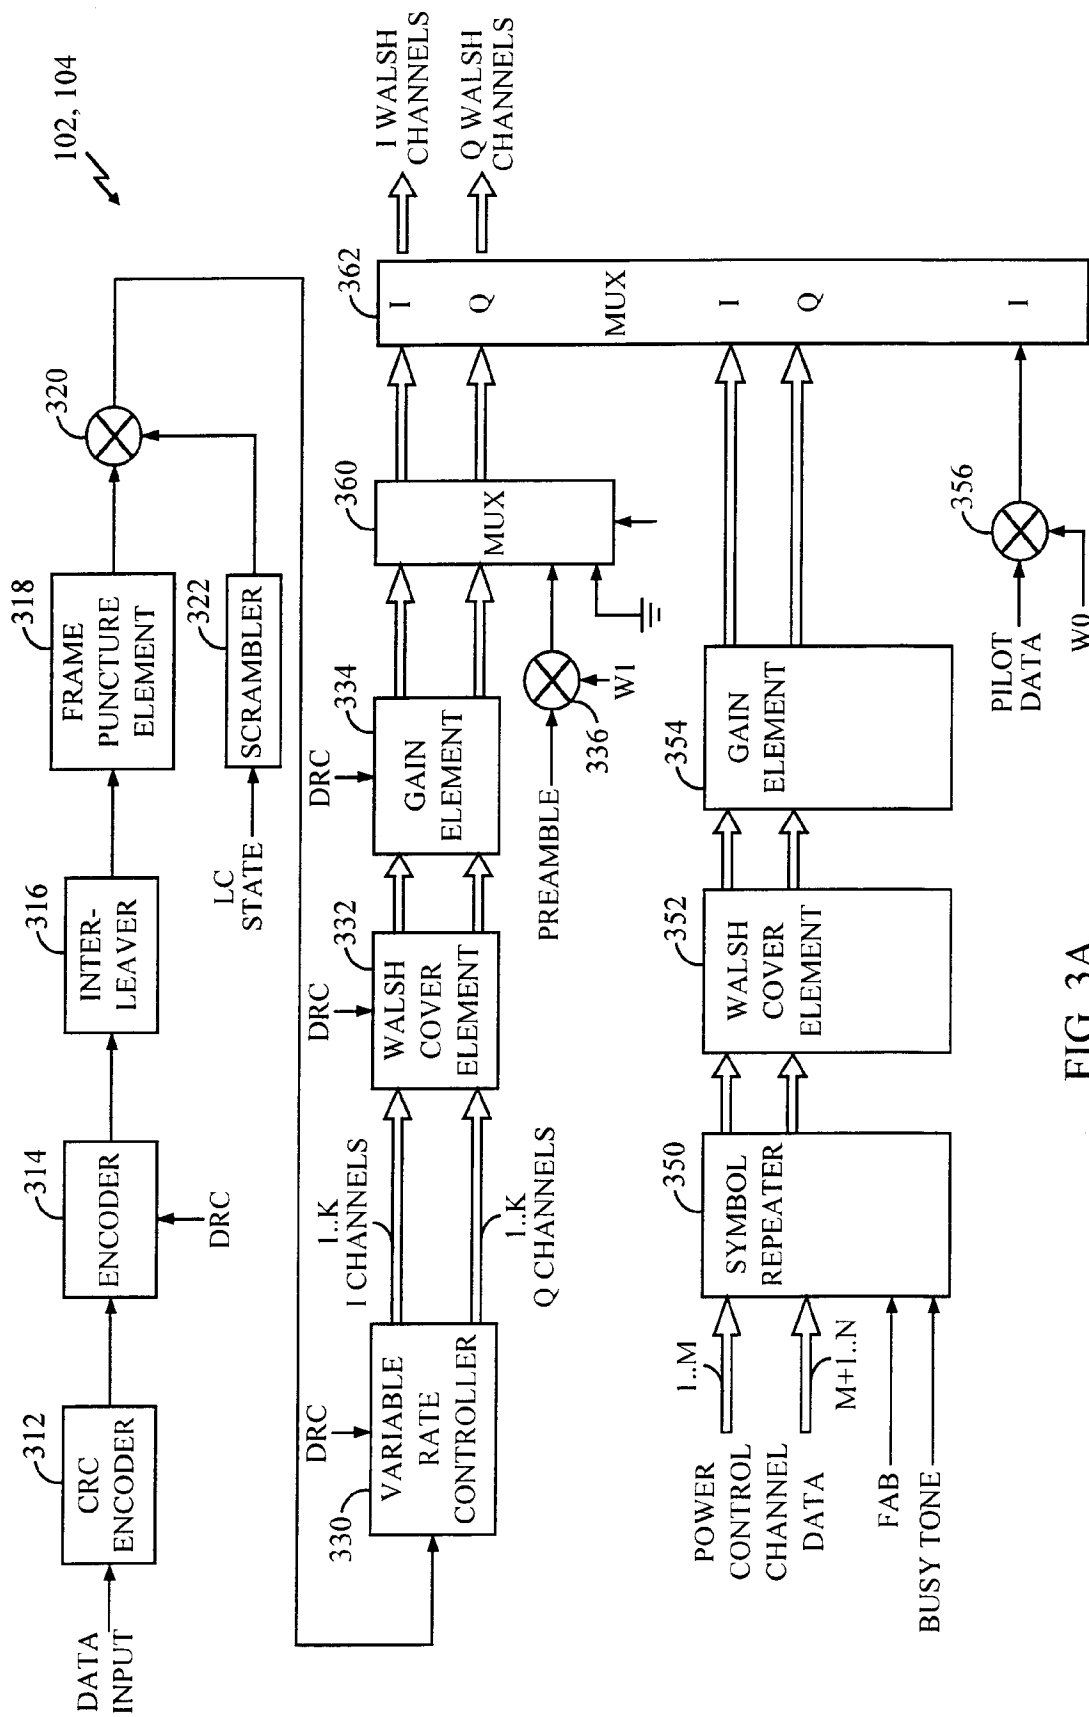 102, 104
DATA
INPUT
312
CRC
ENCODER
314
ENCODER
DRC
316
INTER-
LEAVER
318
FRAME
PUNCTURE
ELEMENT
320
322
SCRAMBLER
LC
STATE
330
VARIABLE
RATE
CONTROLLER
DRC
1..K
I CHANNELS
1..K
Q CHANNELS
332
WALSH
COVER
ELEMENT
DRC
334
GAIN
ELEMENT
DRC
PREAMBLE
336
W1
360
MUX
362
I
Q
MUX
I
Q
I
I WALSH
CHANNELS
Q WALSH
CHANNELS
POWER
CONTROL
CHANNEL
DATA
1..M
M+1..N
FAB
BUSY TONE
350
SYMBOL
REPEATER
352
WALSH
COVER
ELEMENT
354
GAIN
ELEMENT
PILOT
DATA
356
W0
FIG. 3A